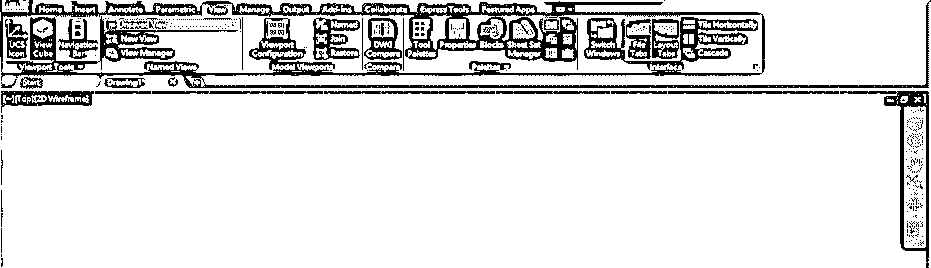 Home Insert Annotate Parametric View Manage Output Add-ins Collaborate Express Tools Featured Apps
UCS Icon View Cube Navigation Bar
New View
View Manager
Viewport Configuration
Named
Join
Restore
DWG Compare
Tool Palettes
Properties
Blocks
Sheet Set Manager
Switch Windows
File Tabs
Layout Tabs
Tile Horizontally
Tile Vertically
Cascade
Viewport Tools Named Views Model Viewports Compare Palettes Interface
Start Drawing1
[-][Top][2D Wireframe]